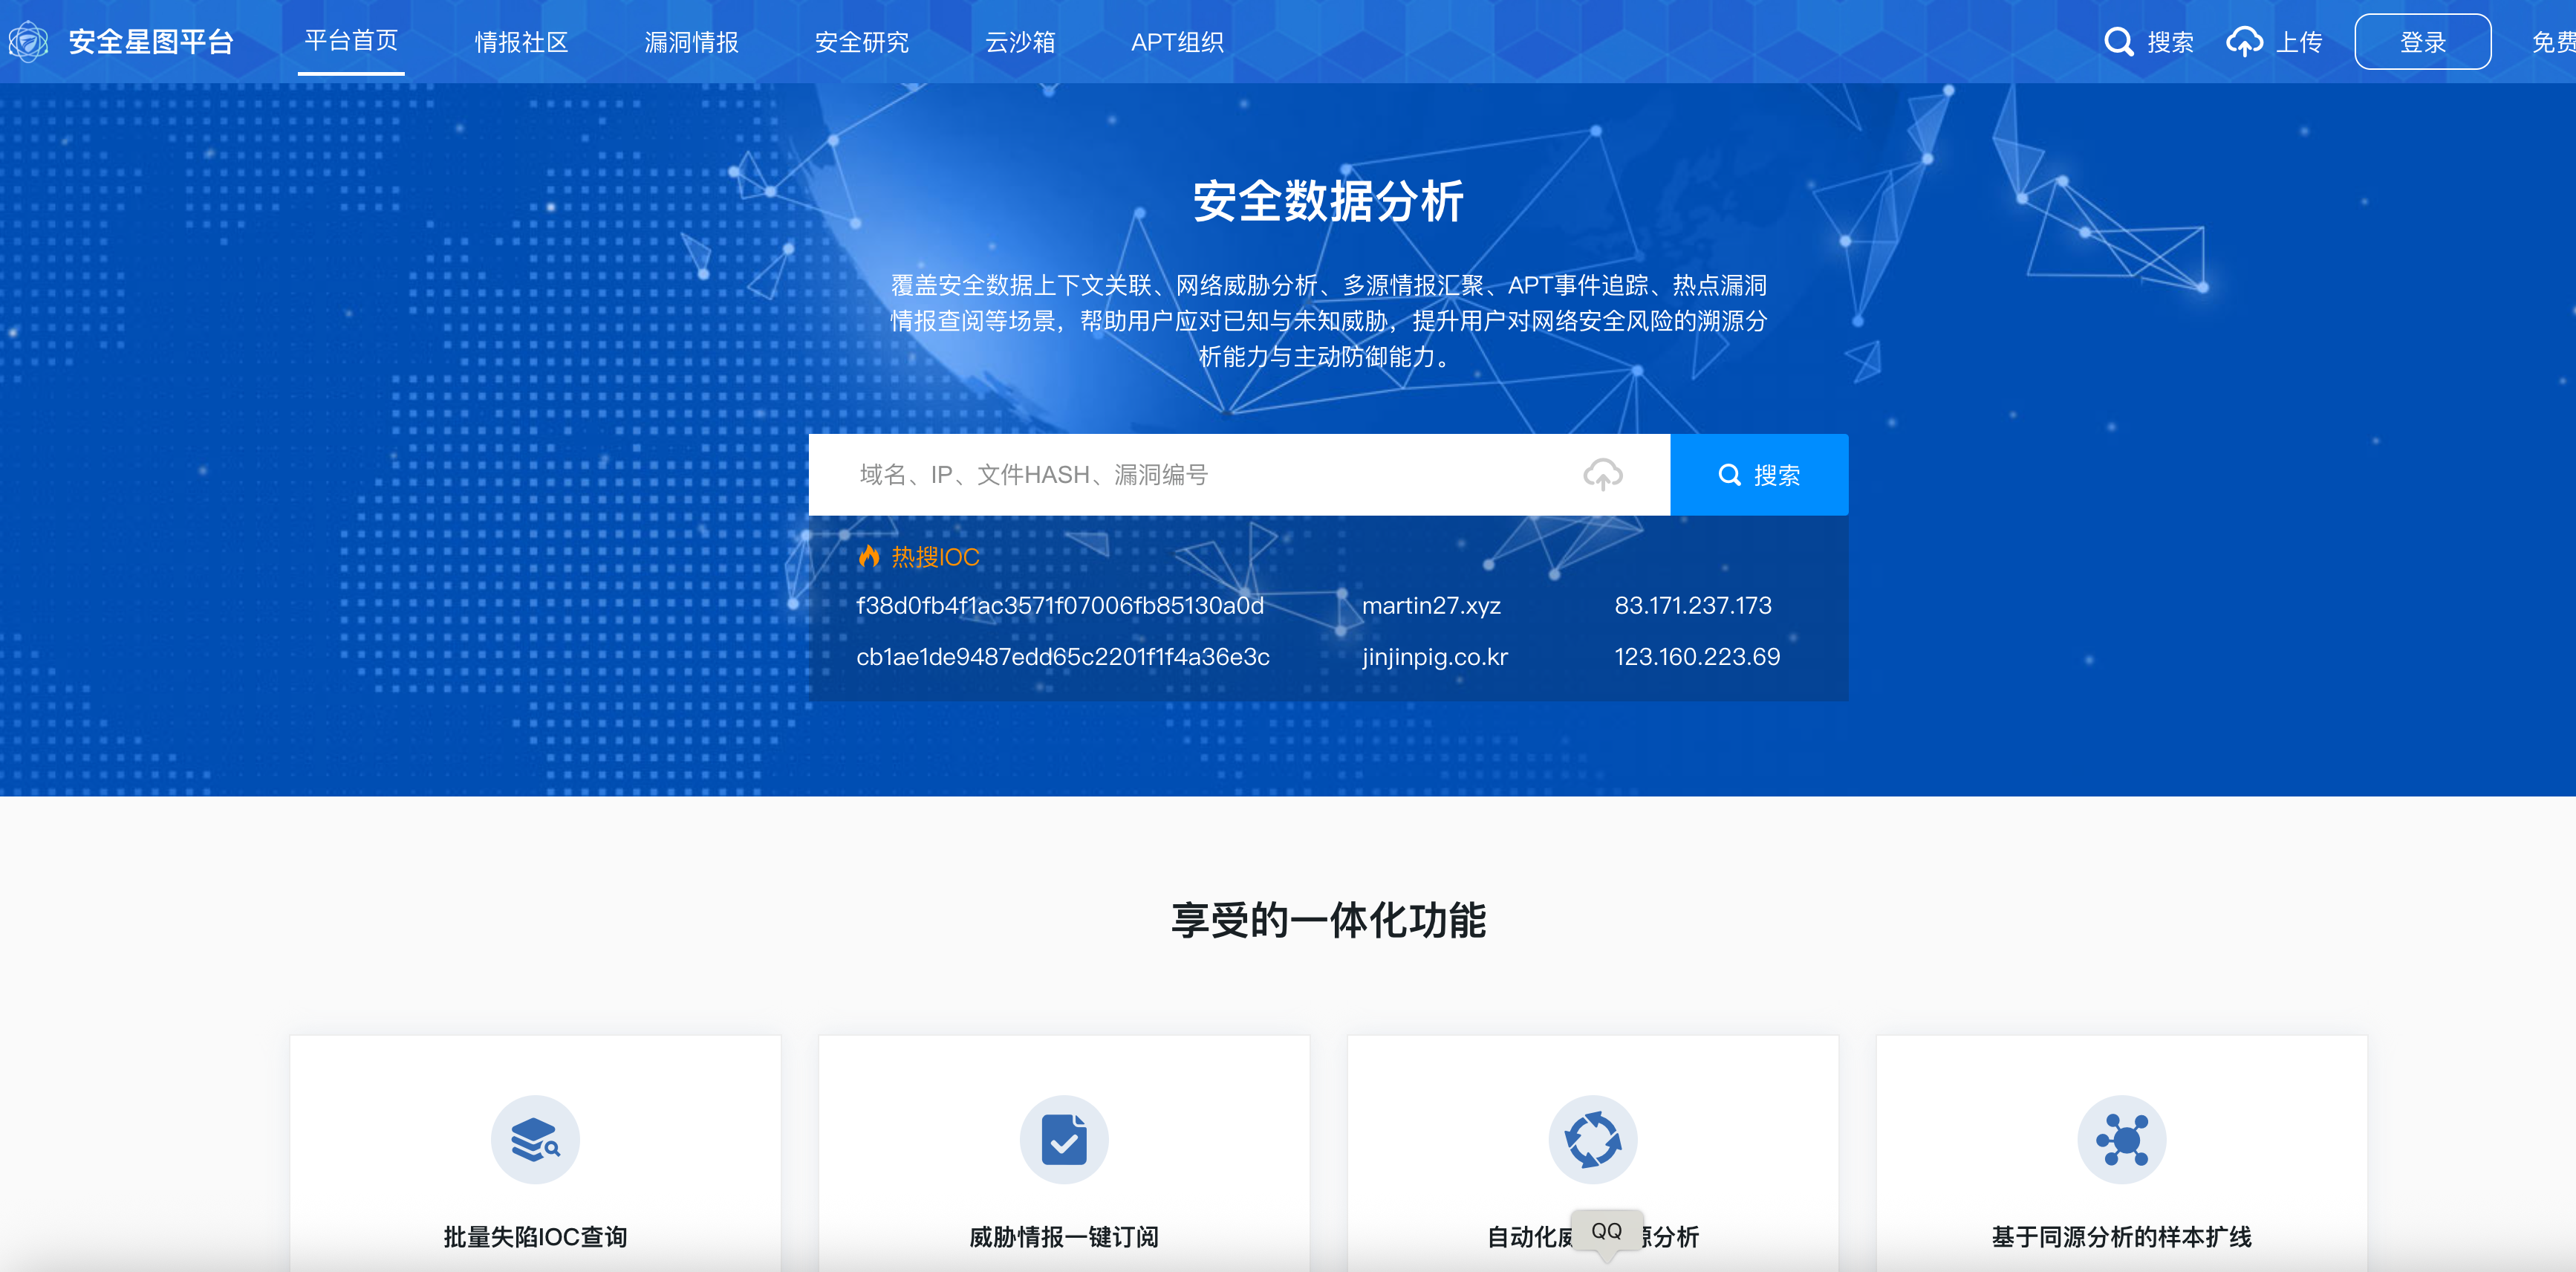 安全星图平台 平台首页 情报社区 漏洞情报 安全研究 云沙箱 APT组织 搜索 上传 登录 免费
安全数据分析
覆盖安全数据上下文关联、网络威胁分析、多源情报汇聚、APT事件追踪、热点漏洞
情报查阅等场景，帮助用户应对已知与未知威胁，提升用户对网络安全风险的溯源分
析能力与主动防御能力。
域名、IP、文件HASH、漏洞编号 搜索
热搜IOC
f38d0fb4f1ac3571f07006fb85130a0d martin27.xyz 83.171.237.173
cb1ae1de9487edd65c2201f1f4a36e3c jinjinpig.co.kr 123.160.223.69
享受的一体化功能
批量失陷IOC查询 威胁情报一键订阅 自动化威 源分析 基于同源分析的样本扩线
QQ